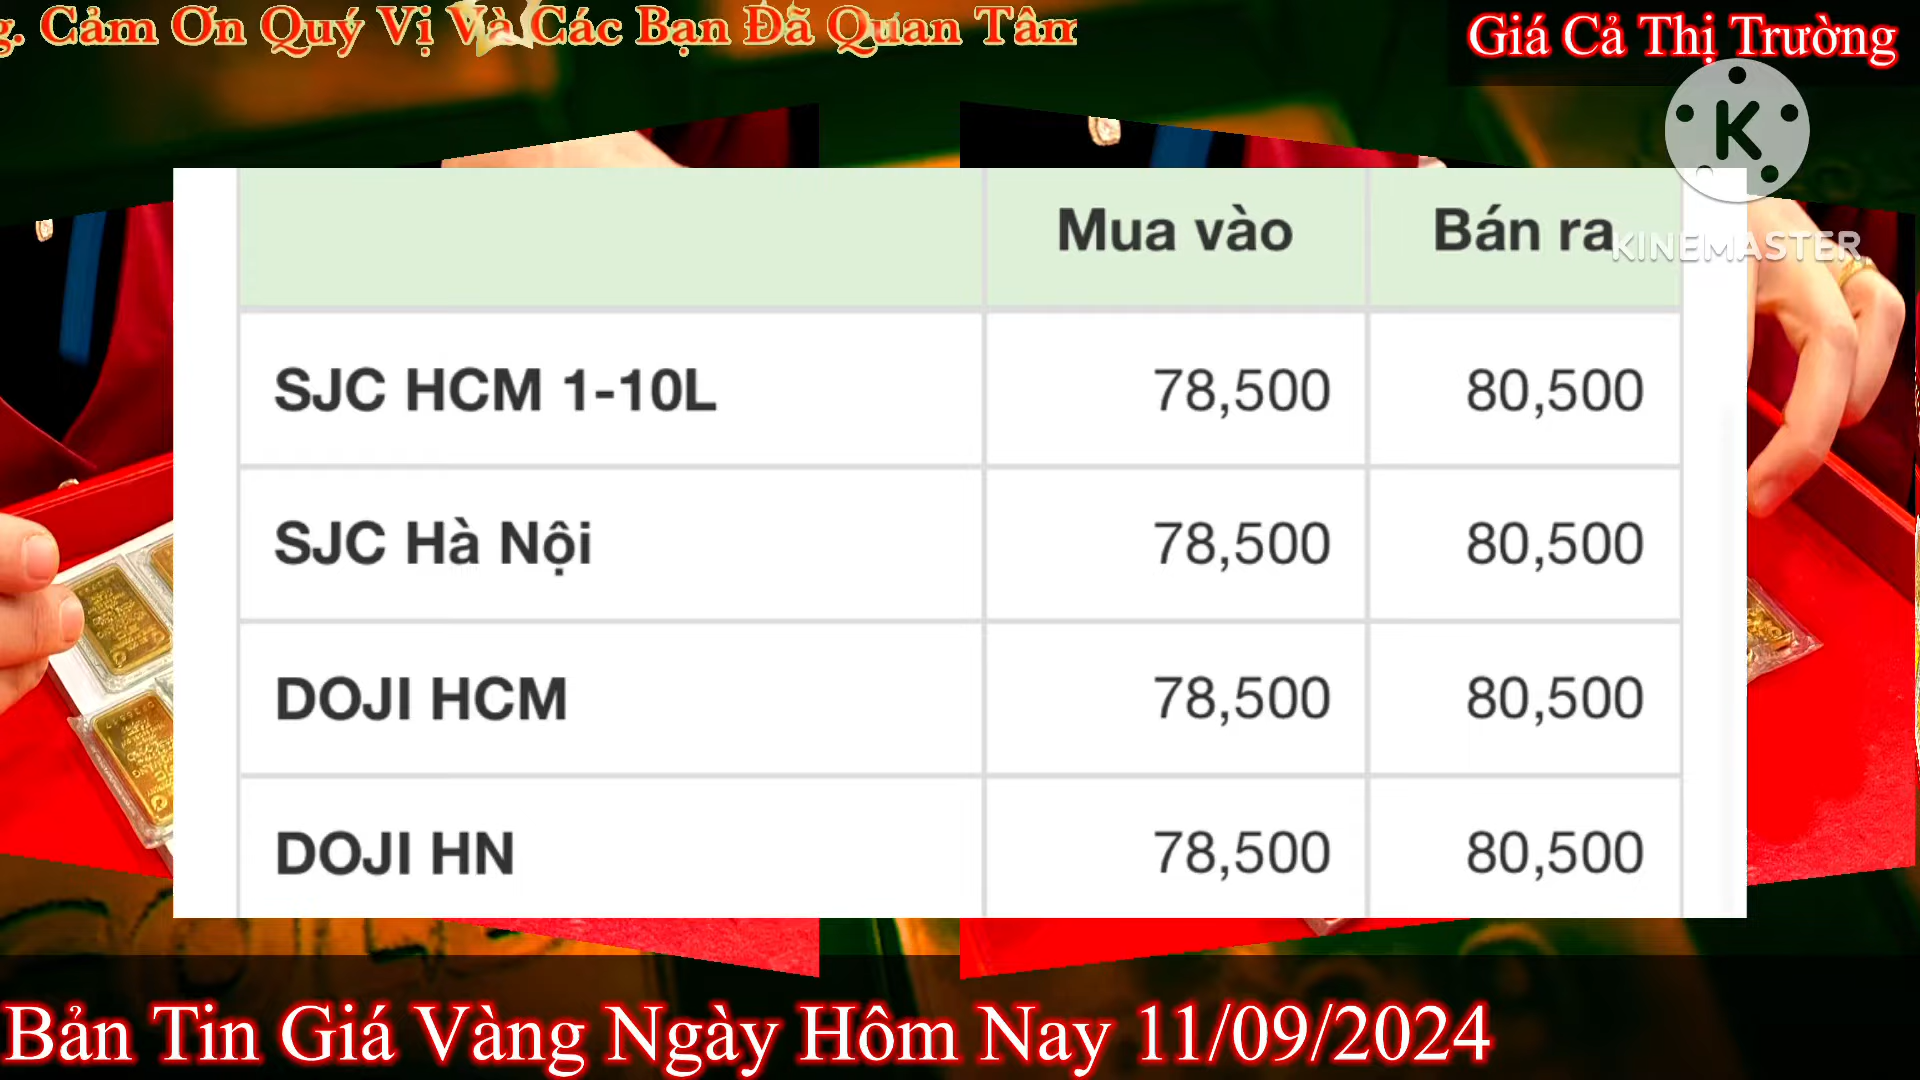 g. Cảm Ơn Quý Vị Và Các Bạn Đã Quan Tâm
Giá Cả Thị Trường
K
KINEMASTER
Mua vào Bán ra
SJC HCM 1-10L 78,500 80,500
SJC Hà Nội 78,500 80,500
DOJI HCM 78,500 80,500
DOJI HN 78,500 80,500
Bản Tin Giá Vàng Ngày Hôm Nay 11/09/2024